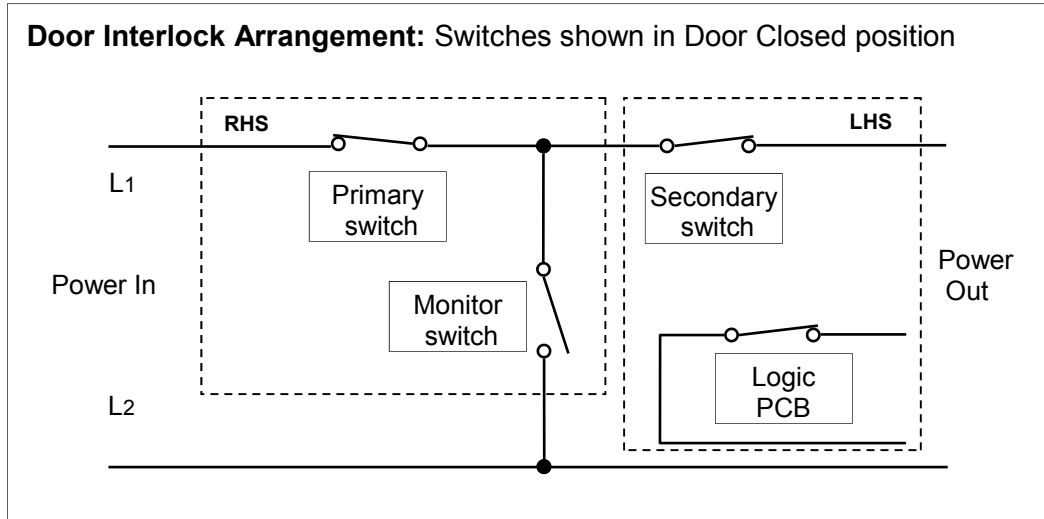 Door Interlock Arrangement: Switches shown in Door Closed position
RHS
LHS
L1
Primary
switch
Secondary
switch
Power In
Monitor
switch
Power
Out
Logic
PCB
L2